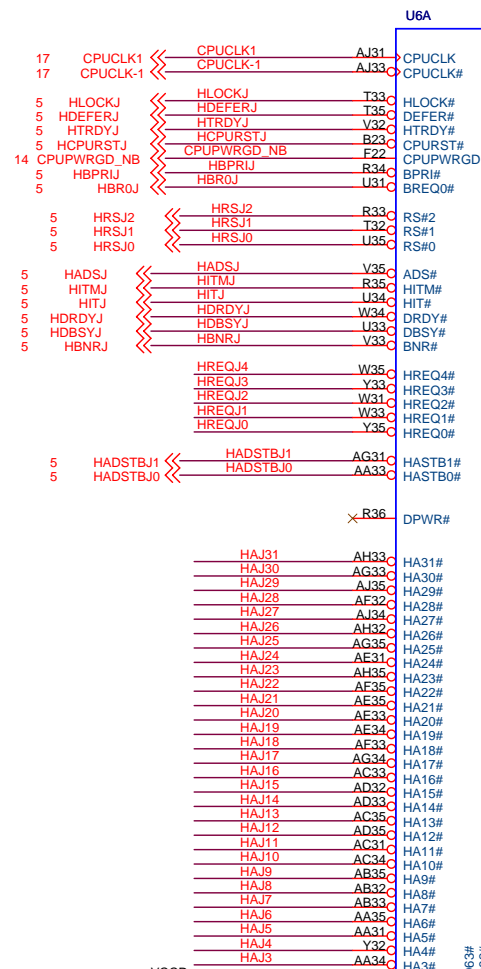 U6A
17 CPUCLK1 CPUCLK1 AJ31 CPUCLK
17 CPUCLK-1 CPUCLK-1 AJ33 CPUCLK#
5 HLOCKJ HLOCKJ T33 HLOCK#
5 HDEFERJ HDEFERJ T35 DEFER#
5 HTRDYJ HTRDYJ V32 HTRDY#
5 HCPURSTJ HCPURSTJ B23 CPURST#
14 CPUPWRGD_NB CPUPWRGD_NB F22 CPUPWRGD
5 HBPRIJ HBPRIJ R34 BPRI#
5 HBR0J HBR0J U31 BREQ0#
5 HRSJ2 HRSJ2 R33 RS#2
5 HRSJ1 HRSJ1 T32 RS#1
5 HRSJ0 HRSJ0 U35 RS#0
5 HADSJ HADSJ V35 ADS#
5 HITMJ HITMJ R35 HITM#
5 HITJ HITJ U34 HIT#
5 HDRDYJ HDRDYJ W34 DRDY#
5 HDBSYJ HDBSYJ U33 DBSY#
5 HBNRJ HBNRJ V33 BNR#
HREQJ4 W35 HREQ4#
HREQJ3 Y33 HREQ3#
HREQJ2 W31 HREQ2#
HREQJ1 W33 HREQ1#
HREQJ0 Y35 HREQ0#
5 HADSTBJ1 HADSTBJ1 AG31 HASTB1#
5 HADSTBJ0 HADSTBJ0 AA33 HASTB0#
R36 DPWR#
HAJ31 AH33 HA31#
HAJ30 AG33 HA30#
HAJ29 AJ35 HA29#
HAJ28 AF32 HA28#
HAJ27 AJ34 HA27#
HAJ26 AH32 HA26#
HAJ25 AG35 HA25#
HAJ24 AE31 HA24#
HAJ23 AH35 HA23#
HAJ22 AF35 HA22#
HAJ21 AE35 HA21#
HAJ20 AE33 HA20#
HAJ19 AE34 HA19#
HAJ18 AF33 HA18#
HAJ17 AG34 HA17#
HAJ16 AC33 HA16#
HAJ15 AD32 HA15#
HAJ14 AD33 HA14#
HAJ13 AC35 HA13#
HAJ12 AD35 HA12#
HAJ11 AC31 HA11#
HAJ10 AC34 HA10#
HAJ9 AB35 HA9#
HAJ8 AB32 HA8#
HAJ7 AB33 HA7#
HAJ6 AA35 HA6#
HAJ5 AA31 HA5#
HAJ4 Y32 HA4#
HAJ3 AA34 HA3#